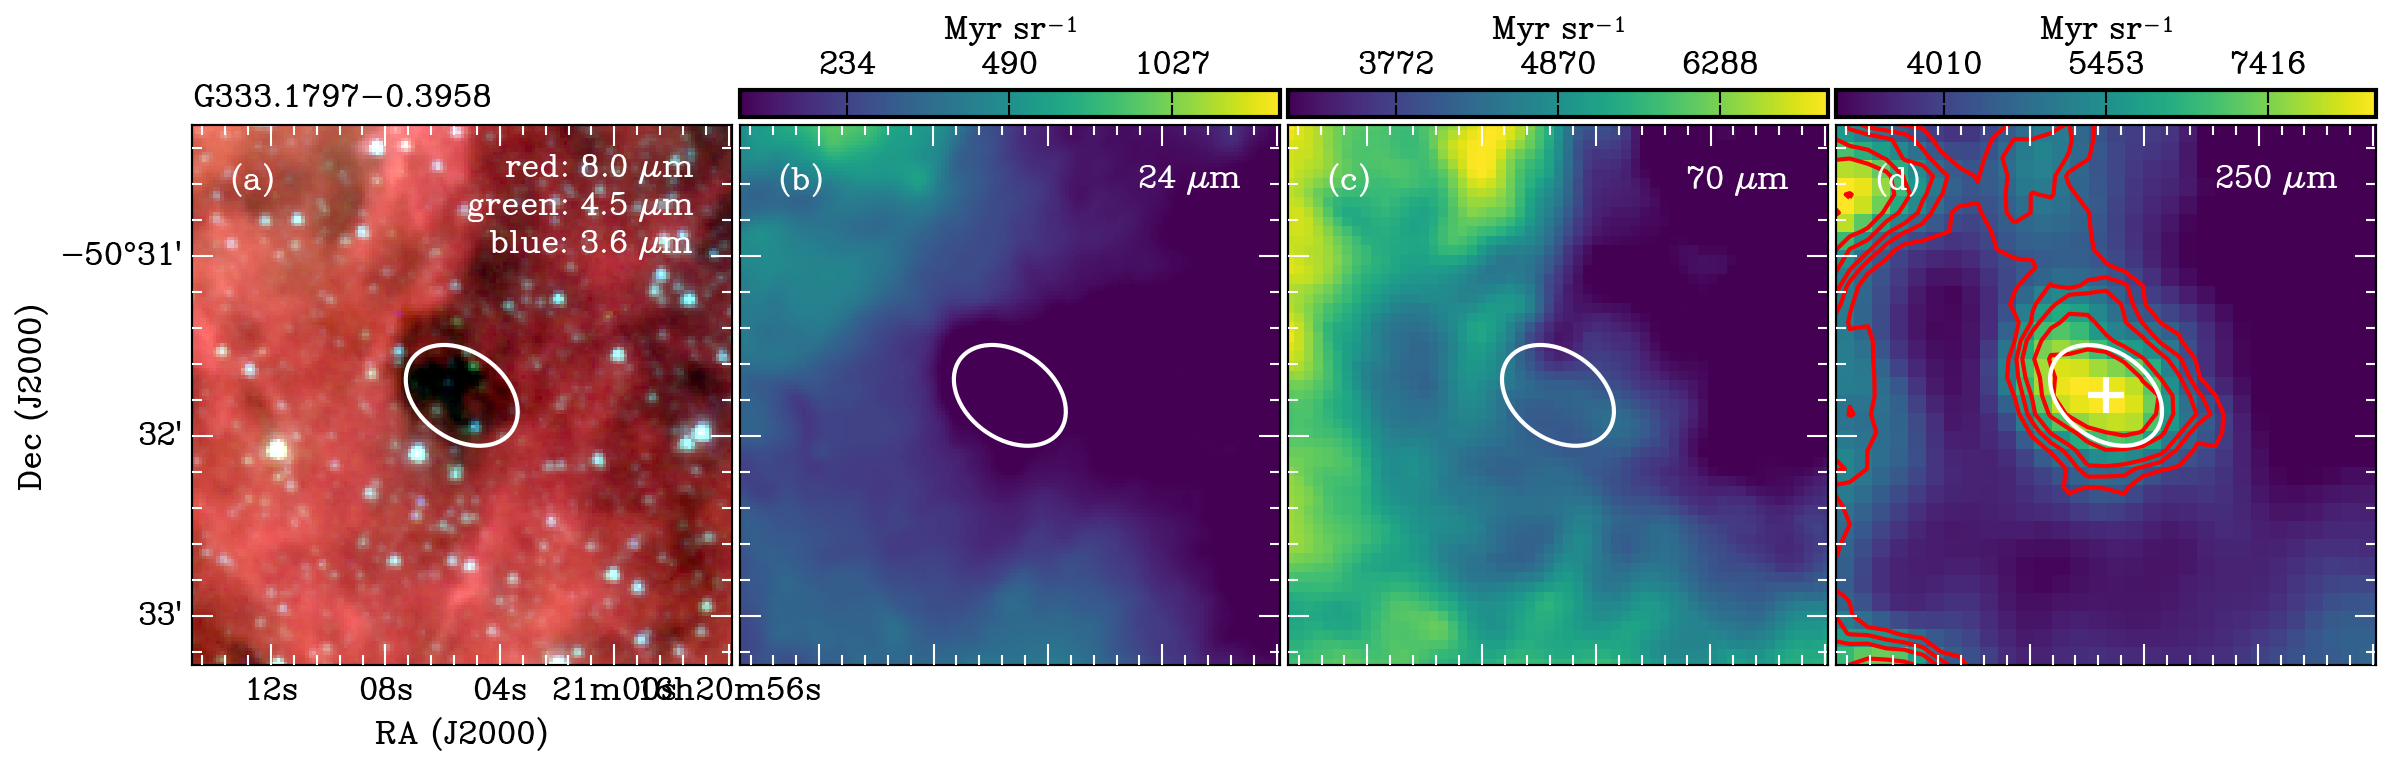 Myr sr⁻¹
234 490 1027
Myr sr⁻¹
3772 4870 6288
Myr sr⁻¹
4010 5453 7416
G333.1797−0.3958
(a)
red: 8.0 μm
green: 4.5 μm
blue: 3.6 μm
(b)
24 μm
(c)
70 μm
(d)
250 μm
−50°31'
32'
33'
Dec (J2000)
12s 08s 04s 21m00s 16h20m56s
RA (J2000)